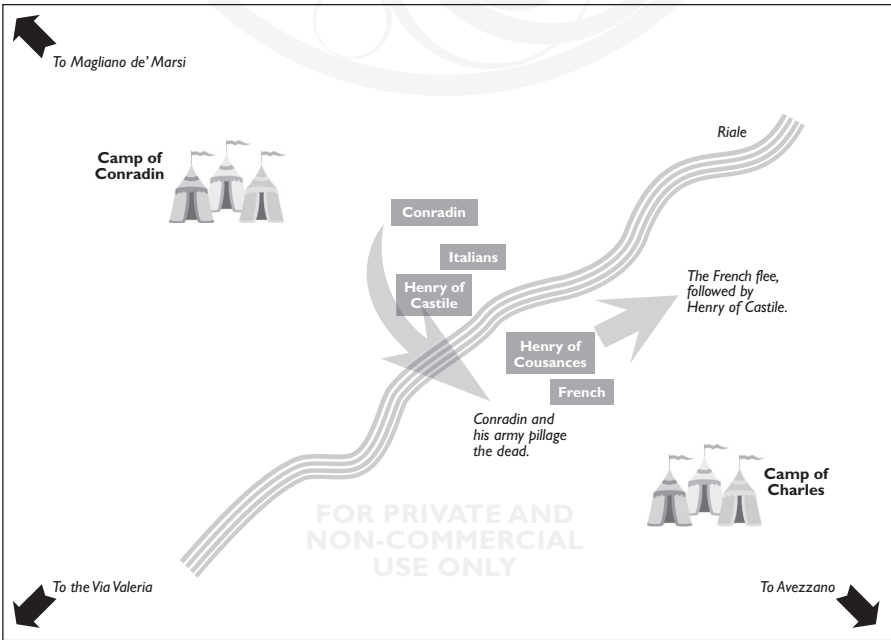 To Magliano de' Marsi
Riale
Camp of
Conradin
Conradin
Italians
Henry of
Castile
The French flee,
followed by
Henry of Castile.
Henry of
Cousances
French
Conradin and
his army pillage
the dead.
Camp of
Charles
FOR PRIVATE AND
NON-COMMERCIAL
USE ONLY
To the Via Valeria
To Avezzano